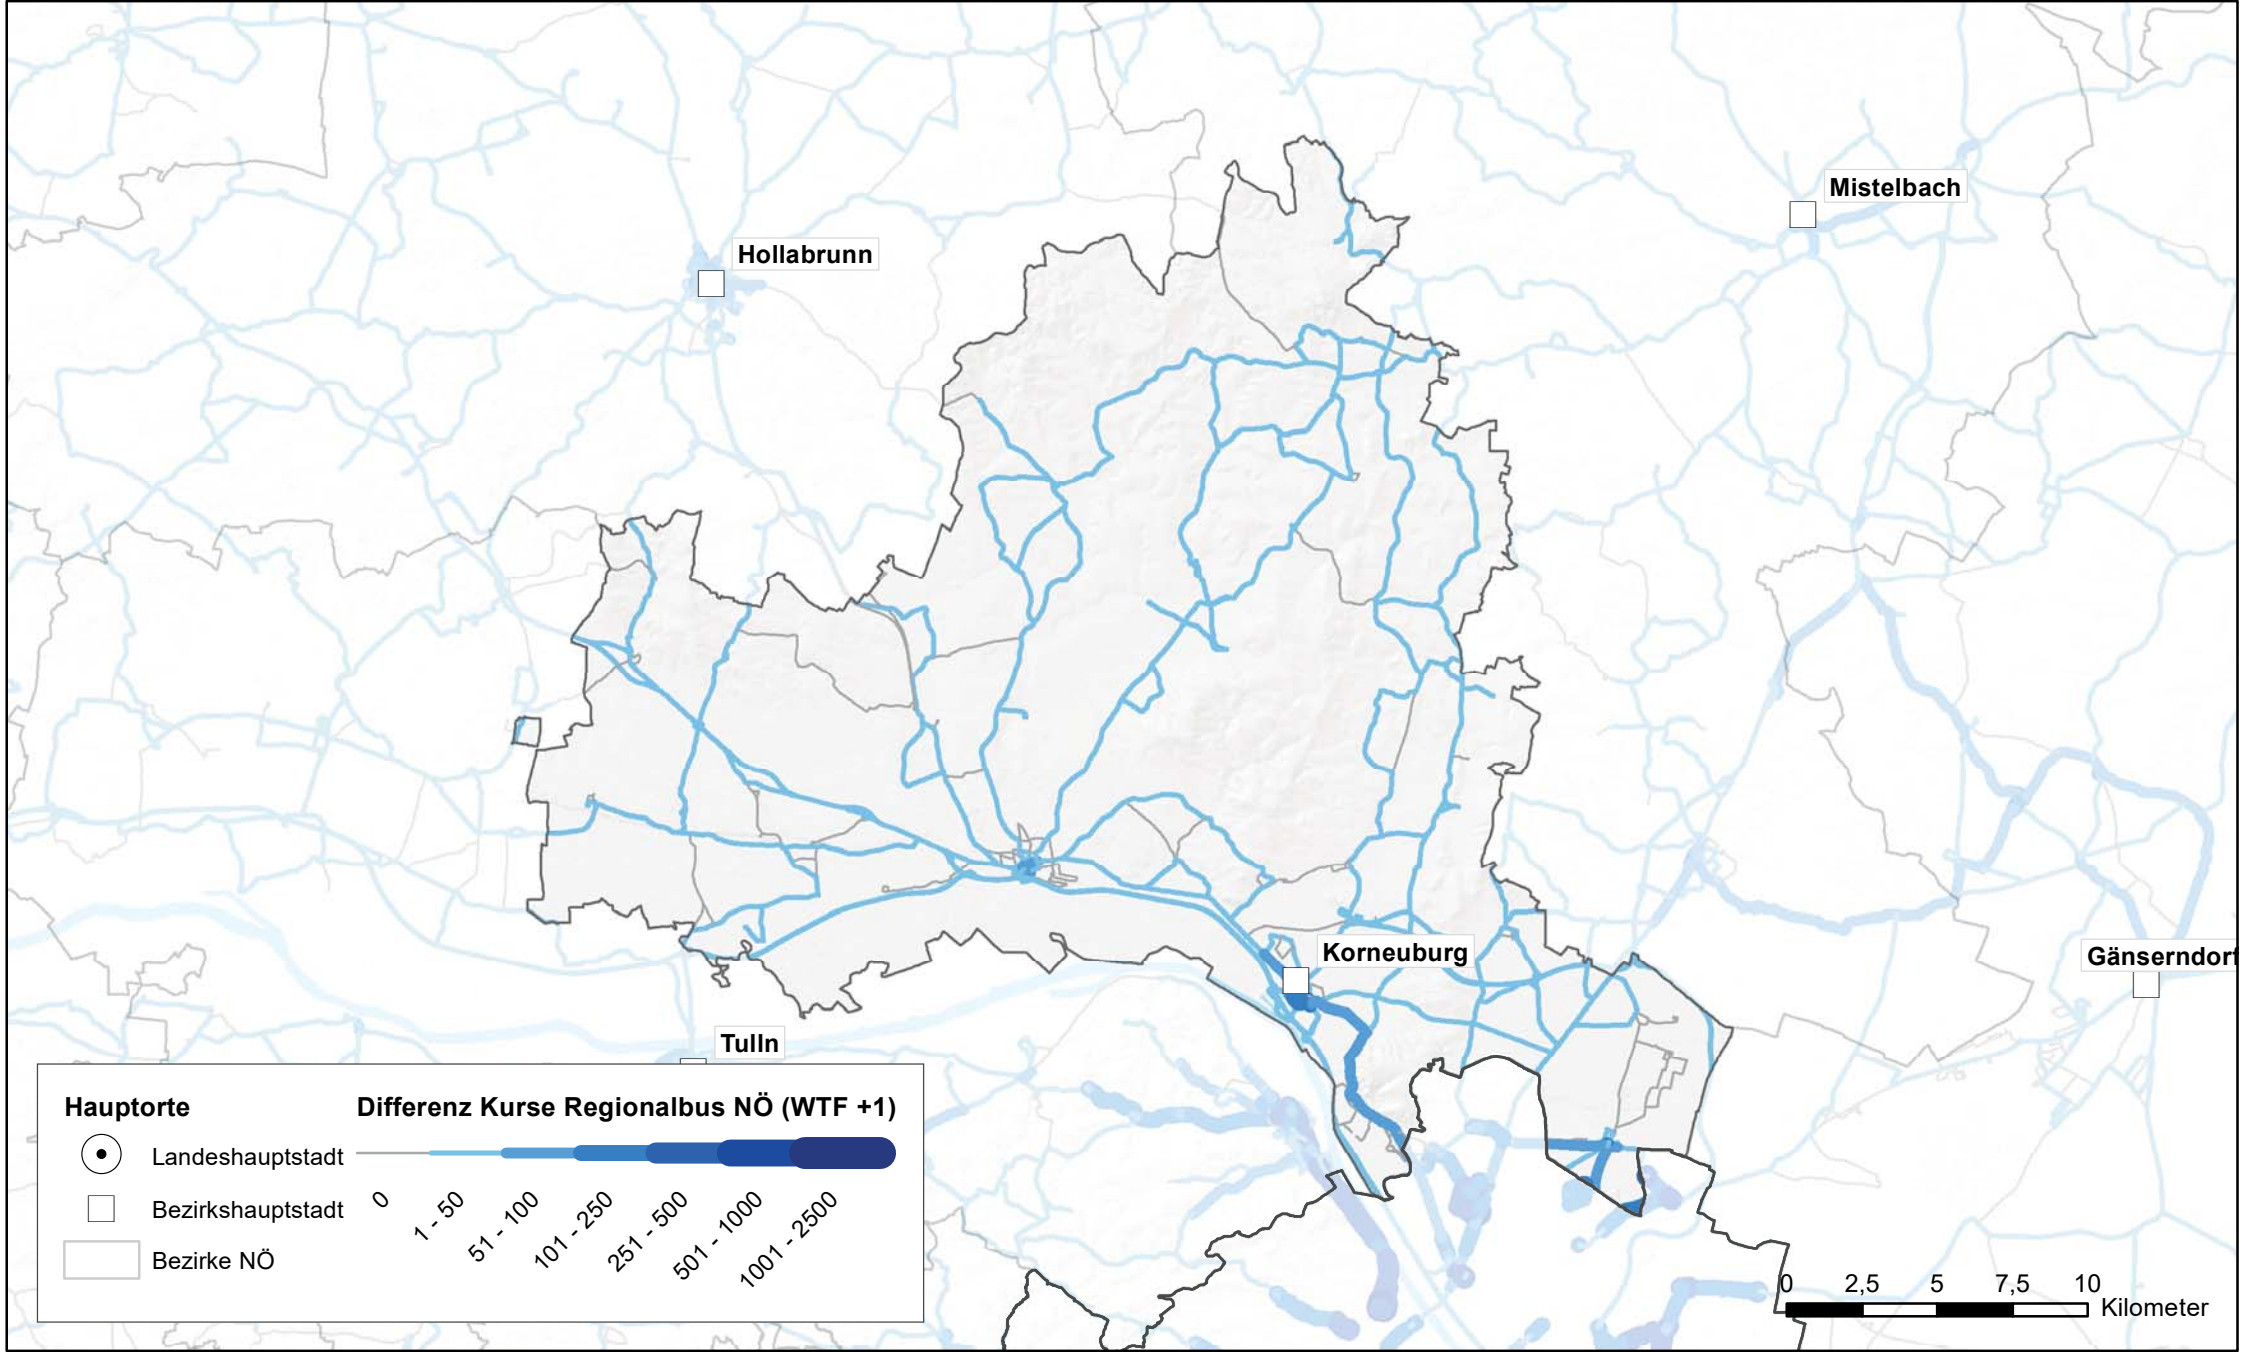 Mistelbach
Hollabrunn
Korneuburg
Gänserndorf
Tulln
Hauptorte
Landeshauptstadt
Bezirkshauptstadt
Bezirke NÖ
Differenz Kurse Regionalbus NÖ (WTF +1)
0
1 - 50
51 - 100
101 - 250
251 - 500
501 - 1000
1001 - 2500
0 2,5 5 7,5 10
Kilometer